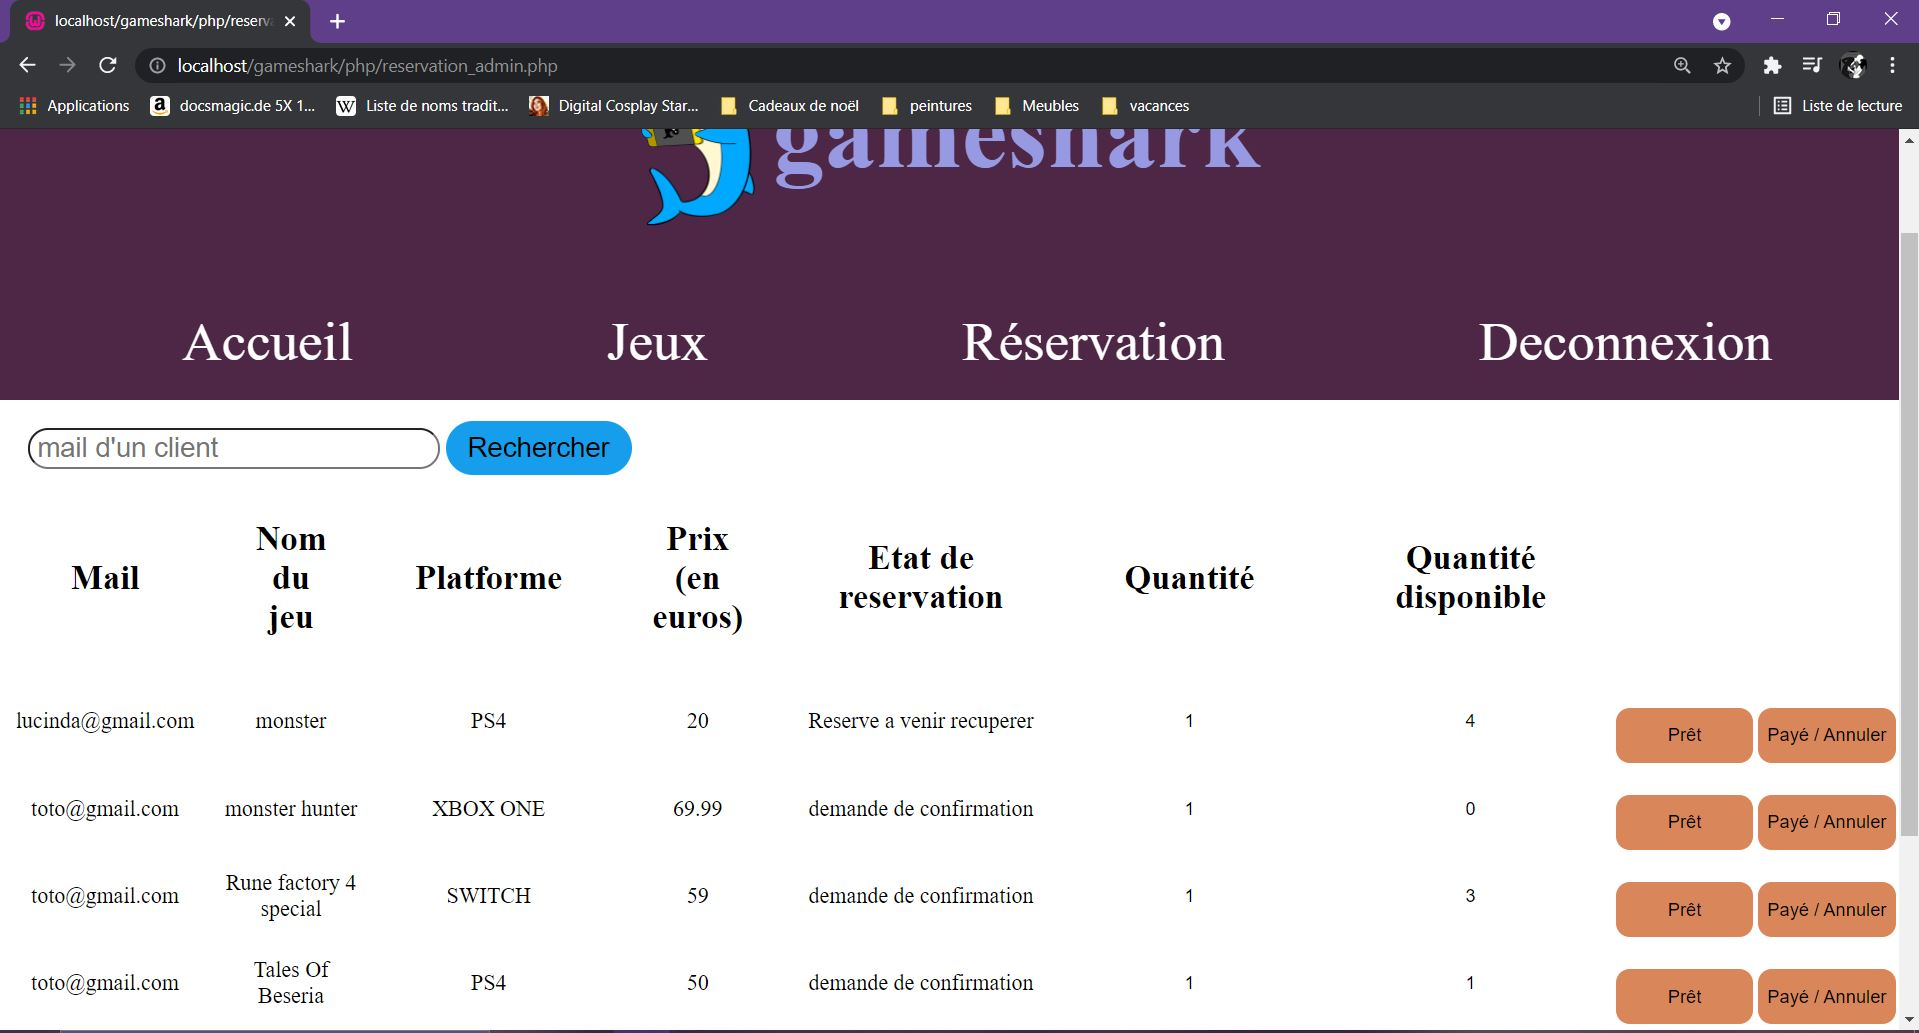 localhost/gameshark/php/reserva
localhost/gameshark/php/reservation_admin.php
Applications docsmagic.de 5X 1... Liste de noms tradit... Digital Cosplay Star... Cadeaux de noël peintures Meubles vacances Liste de lecture
gameshark
Accueil Jeux Réservation Deconnexion
mail d'un client Rechercher
Mail Nom du jeu Platforme Prix (en euros) Etat de reservation Quantité Quantité disponible
lucinda@gmail.com monster PS4 20 Reserve a venir recuperer 1 4 Prêt Payé / Annuler
toto@gmail.com monster hunter XBOX ONE 69.99 demande de confirmation 1 0 Prêt Payé / Annuler
toto@gmail.com Rune factory 4 special SWITCH 59 demande de confirmation 1 3 Prêt Payé / Annuler
toto@gmail.com Tales Of Beseria PS4 50 demande de confirmation 1 1 Prêt Payé / Annuler